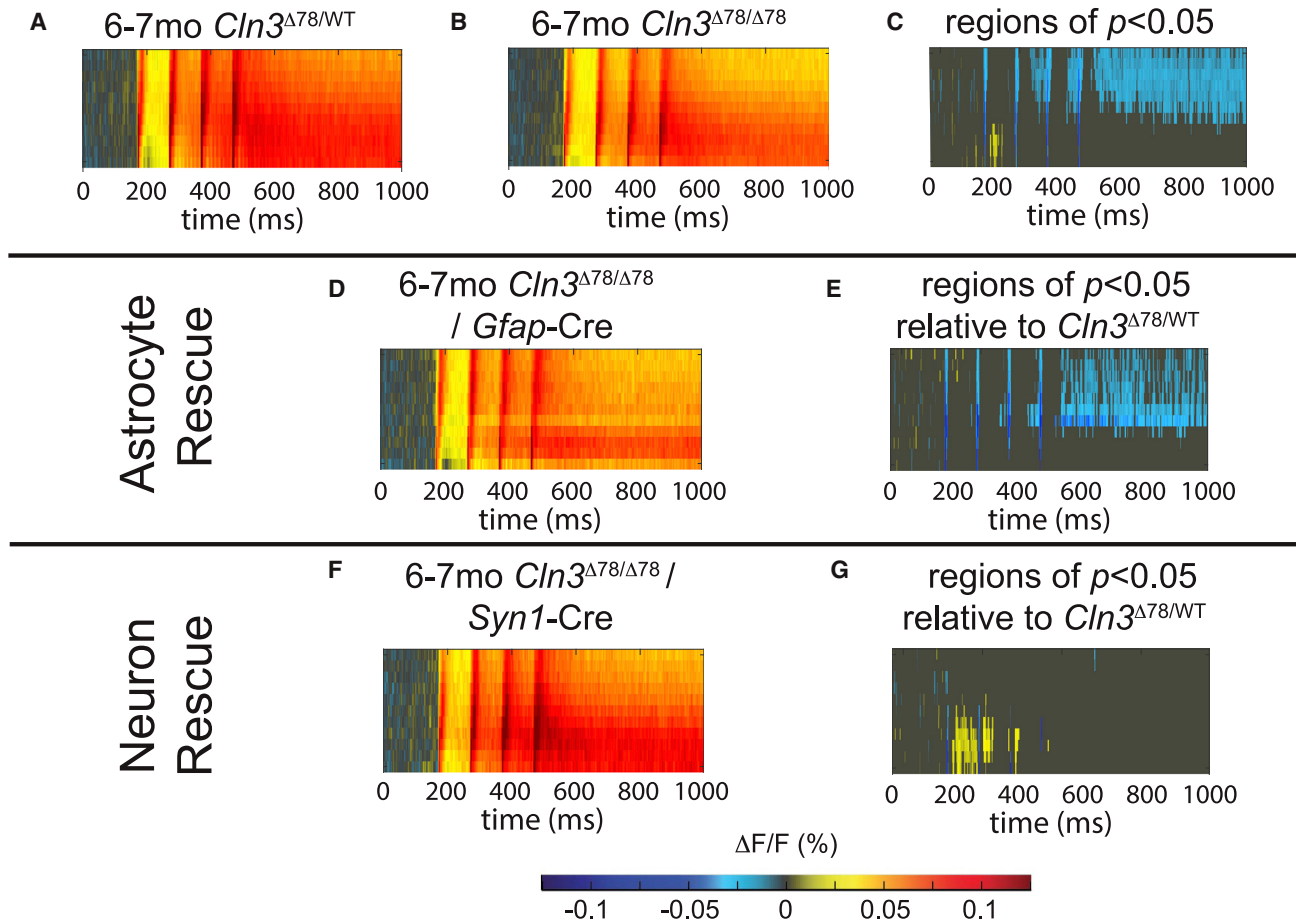 A
6-7mo Cln3Δ78/WT
0 200 400 600 800 1000
time (ms)
B
6-7mo Cln3Δ78/Δ78
0 200 400 600 800 1000
time (ms)
C
regions of p<0.05
0 200 400 600 800 1000
time (ms)
Astrocyte
Rescue
D
6-7mo Cln3Δ78/Δ78
/ Gfap-Cre
0 200 400 600 800 1000
time (ms)
E
regions of p<0.05
relative to Cln3Δ78/WT
0 200 400 600 800 1000
time (ms)
Neuron
Rescue
F
6-7mo Cln3Δ78/Δ78 /
Syn1-Cre
0 200 400 600 800 1000
time (ms)
G
regions of p<0.05
relative to Cln3Δ78/WT
0 200 400 600 800 1000
time (ms)
ΔF/F (%)
-0.1 -0.05 0 0.05 0.1